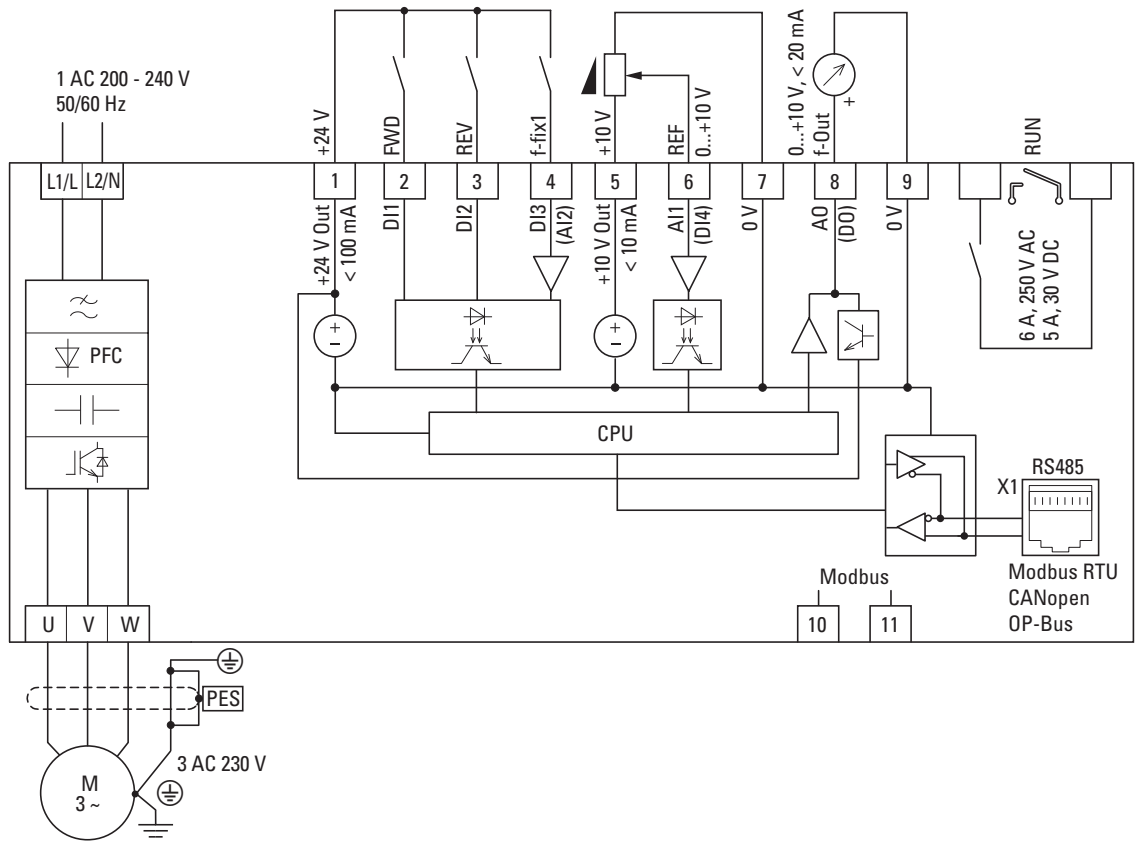 1 AC 200 - 240 V
50/60 Hz
+24 V
FWD
REV
f-fix1
+10 V
REF
0...+10 V
0...+10 V, < 20 mA
f-Out
+
RUN
L1/L
L2/N
1
2
3
4
5
6
7
8
9
+24 V Out
< 100 mA
DI1
DI2
DI3
(AI2)
+10 V Out
< 10 mA
AI1
(DI4)
0 V
AO
(DO)
0 V
6 A, 250 V AC
5 A, 30 V DC
+
−
+
−
PFC
CPU
RS485
X1
Modbus RTU
CANopen
OP-Bus
Modbus
10
11
U
V
W
PES
3 AC 230 V
M
3 ~